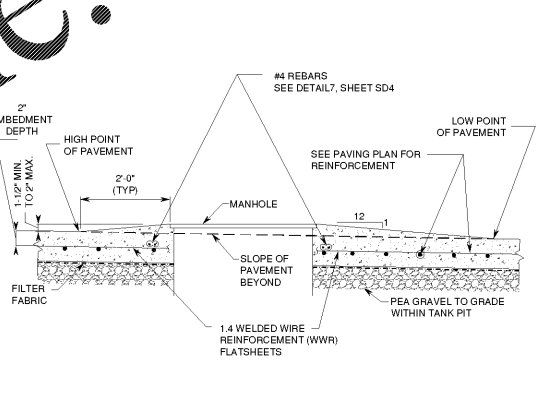 e.
#4 REBARS
SEE DETAIL7, SHEET SD4
2"
MBEDMENT
DEPTH
HIGH POINT
OF PAVEMENT
LOW POINT
OF PAVEMENT
SEE PAVING PLAN FOR
REINFORCEMENT
1-1/2" MIN.
TO 2" MAX.
2'-0"
(TYP)
MANHOLE
12
1
SLOPE OF
PAVEMENT
BEYOND
FILTER
FABRIC
PEA GRAVEL TO GRADE
WITHIN TANK PIT
1.4 WELDED WIRE
REINFORCEMENT (WWR)
FLATSHEETS